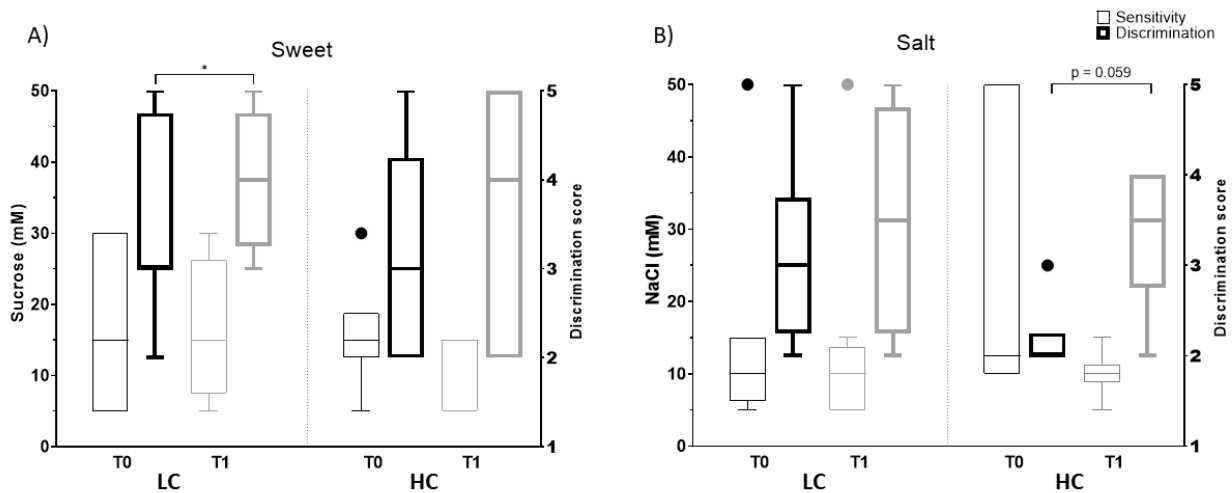 A)
Sweet
*
50
40
30
20
10
0
Sucrose (mM)
5
4
3
2
1
Discrimination score
T0
T1
T0
T1
LC
HC
B)
Salt
Sensitivity
Discrimination
p = 0.059
50
40
30
20
10
0
NaCl (mM)
5
4
3
2
1
Discrimination score
T0
T1
T0
T1
LC
HC